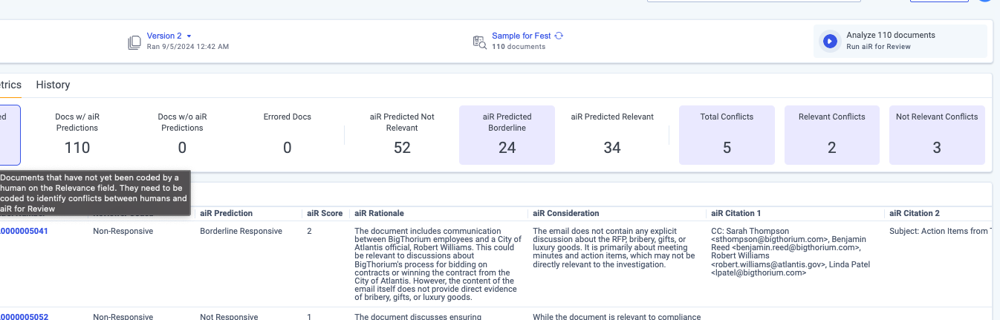 Version 2
Ran 9/5/2024 12:42 AM
Sample for Fest
110 documents
Analyze 110 documents
Run aiR for Review
History
Docs w/ aiR
Predictions
110
Docs w/o aiR
Predictions
0
Errored Docs
0
aiR Predicted Not
Relevant
52
aiR Predicted
Borderline
24
aiR Predicted Relevant
34
Total Conflicts
5
Relevant Conflicts
2
Not Relevant Conflicts
3
Documents that have not yet been coded by a
human on the Relevance field. They need to be
coded to identify conflicts between humans and
aiR for Review
aiR Prediction
aiR Score
aiR Rationale
aiR Consideration
aiR Citation 1
aiR Citation 2
0000005041
Non-Responsive
Borderline Responsive
2
The document includes communication
between BigThorium employees and a City of
Atlantis official, Robert Williams. This could
be relevant to discussions about
BigThorium's process for bidding on
contracts or winning the contract from the
City of Atlantis. However, the content of the
email itself does not provide direct evidence
of bribery, gifts, or luxury goods.
The email does not contain any explicit
discussion about the RFP, bribery, gifts, or
luxury goods. It is primarily about meeting
minutes and action items, which may not be
directly relevant to the investigation.
CC: Sarah Thompson
<sthompson@bigthorium.com>, Benjamin
Reed <benjamin.reed@bigthorium.com>,
Robert Williams
<robert.williams@atlantis.gov>, Linda Patel
<lpatel@bigthorium.com>
Subject: Action Items from
0000005052
Non-Responsive
Not Responsive
1
The document discusses ensuring
While the document is relevant to compliance